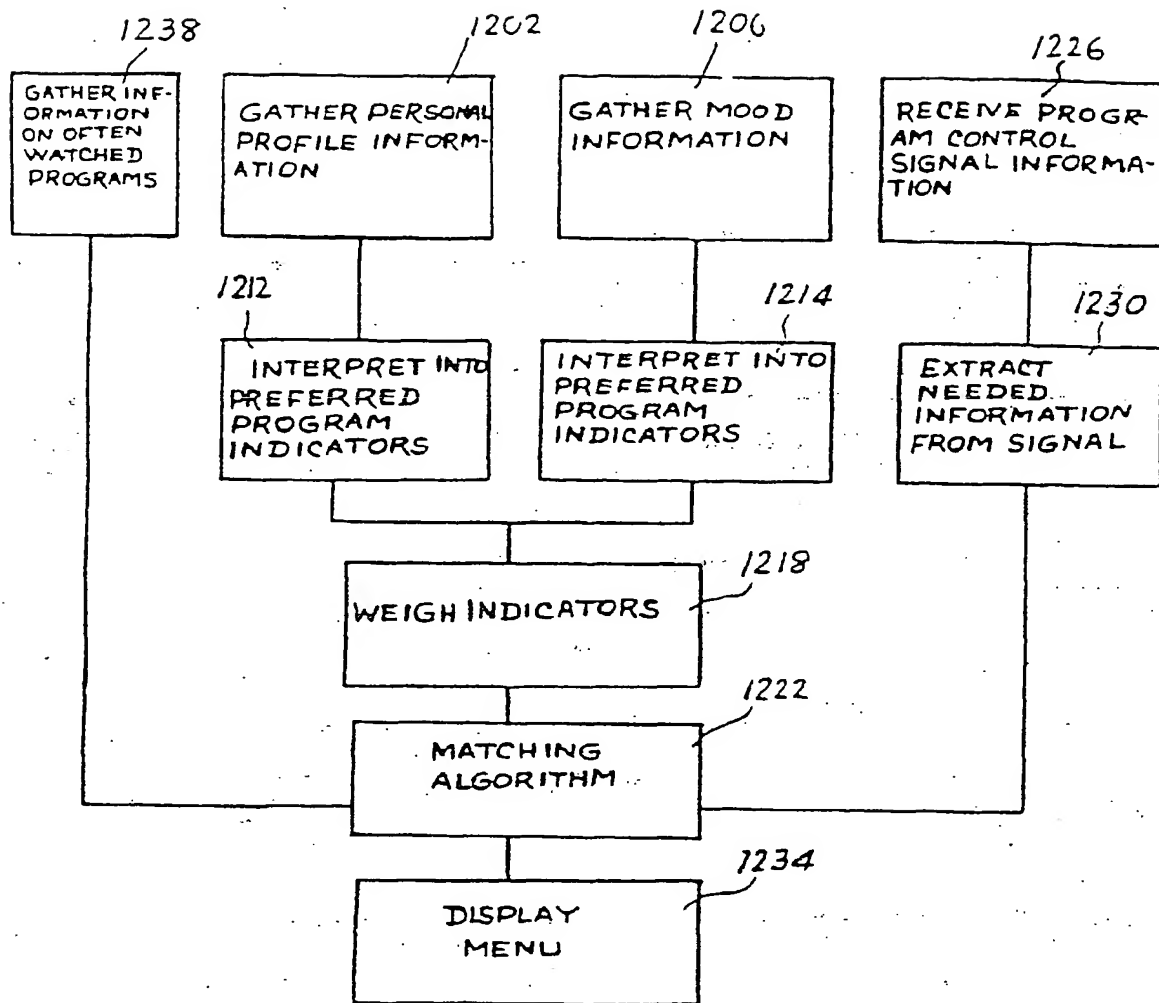 1238
1202
1206
1226
GATHER INF-
ORMATION
ON OFTEN
WATCHED
PROGRAMS
GATHER PERSONAL
PROFILE INFORM-
ATION
GATHER MOOD
INFORMATION
RECEIVE PROGR-
AM CONTROL
SIGNAL INFORMA-
TION
1212
1214
1230
INTERPRET INTO
PREFERRED
PROGRAM
INDICATORS
INTERPRET INTO
PREFERRED
PROGRAM
INDICATORS
EXTRACT
NEEDED
INFORMATION
FROM SIGNAL
1218
WEIGH INDICATORS
1222
MATCHING
ALGORITHM
1234
DISPLAY
MENU